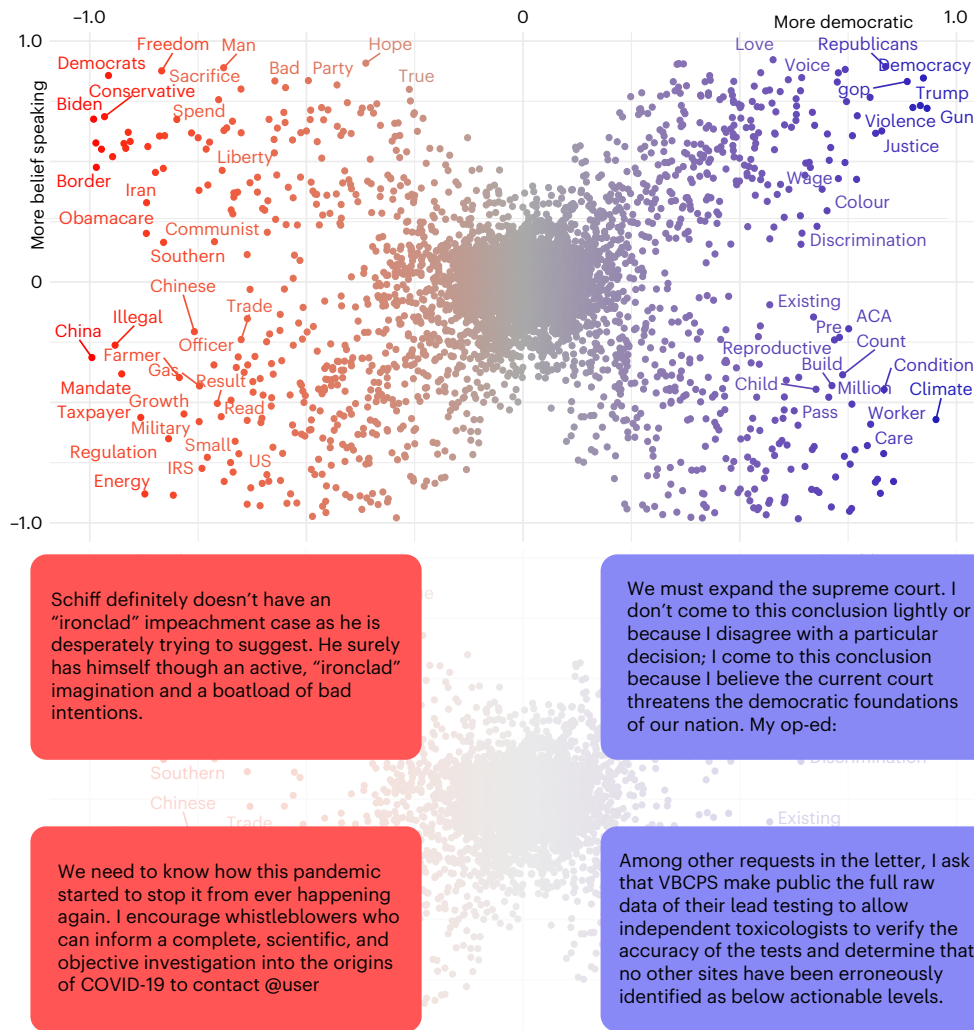 −1.0
0
More democratic
1.0
1.0
Freedom
Man
Hope
Love
Republicans
Democrats
Sacrifice
Bad
Party
True
Voice
gop
Democracy
Conservative
Trump
Biden
Spend
Violence
Gun
Justice
Liberty
Border
Iran
Wage
Obamacare
Colour
Communist
Southern
Discrimination
More belief speaking
0
Chinese
Trade
Existing
Illegal
Pre
ACA
China
Officer
Reproductive
Count
Farmer
Gas
Result
Build
Condition
Mandate
Child
Million
Climate
Growth
Read
Taxpayer
Pass
Worker
Military
Regulation
Small
Care
IRS
US
Energy
−1.0
Schiff definitely doesn’t have an
“ironclad” impeachment case as he is
desperately trying to suggest. He surely
has himself though an active, “ironclad”
imagination and a boatload of bad
intentions.
We must expand the supreme court. I
don’t come to this conclusion lightly or
because I disagree with a particular
decision; I come to this conclusion
because I believe the current court
threatens the democratic foundations
of our nation. My op-ed:
Southern
Discrimination
Chinese
Trade
Existing
We need to know how this pandemic
started to stop it from ever happening
again. I encourage whistleblowers who
can inform a complete, scientific, and
objective investigation into the origins
of COVID-19 to contact @user
Among other requests in the letter, I ask
that VBCPS make public the full raw
data of their lead testing to allow
independent toxicologists to verify the
accuracy of the tests and determine that
no other sites have been erroneously
identified as below actionable levels.